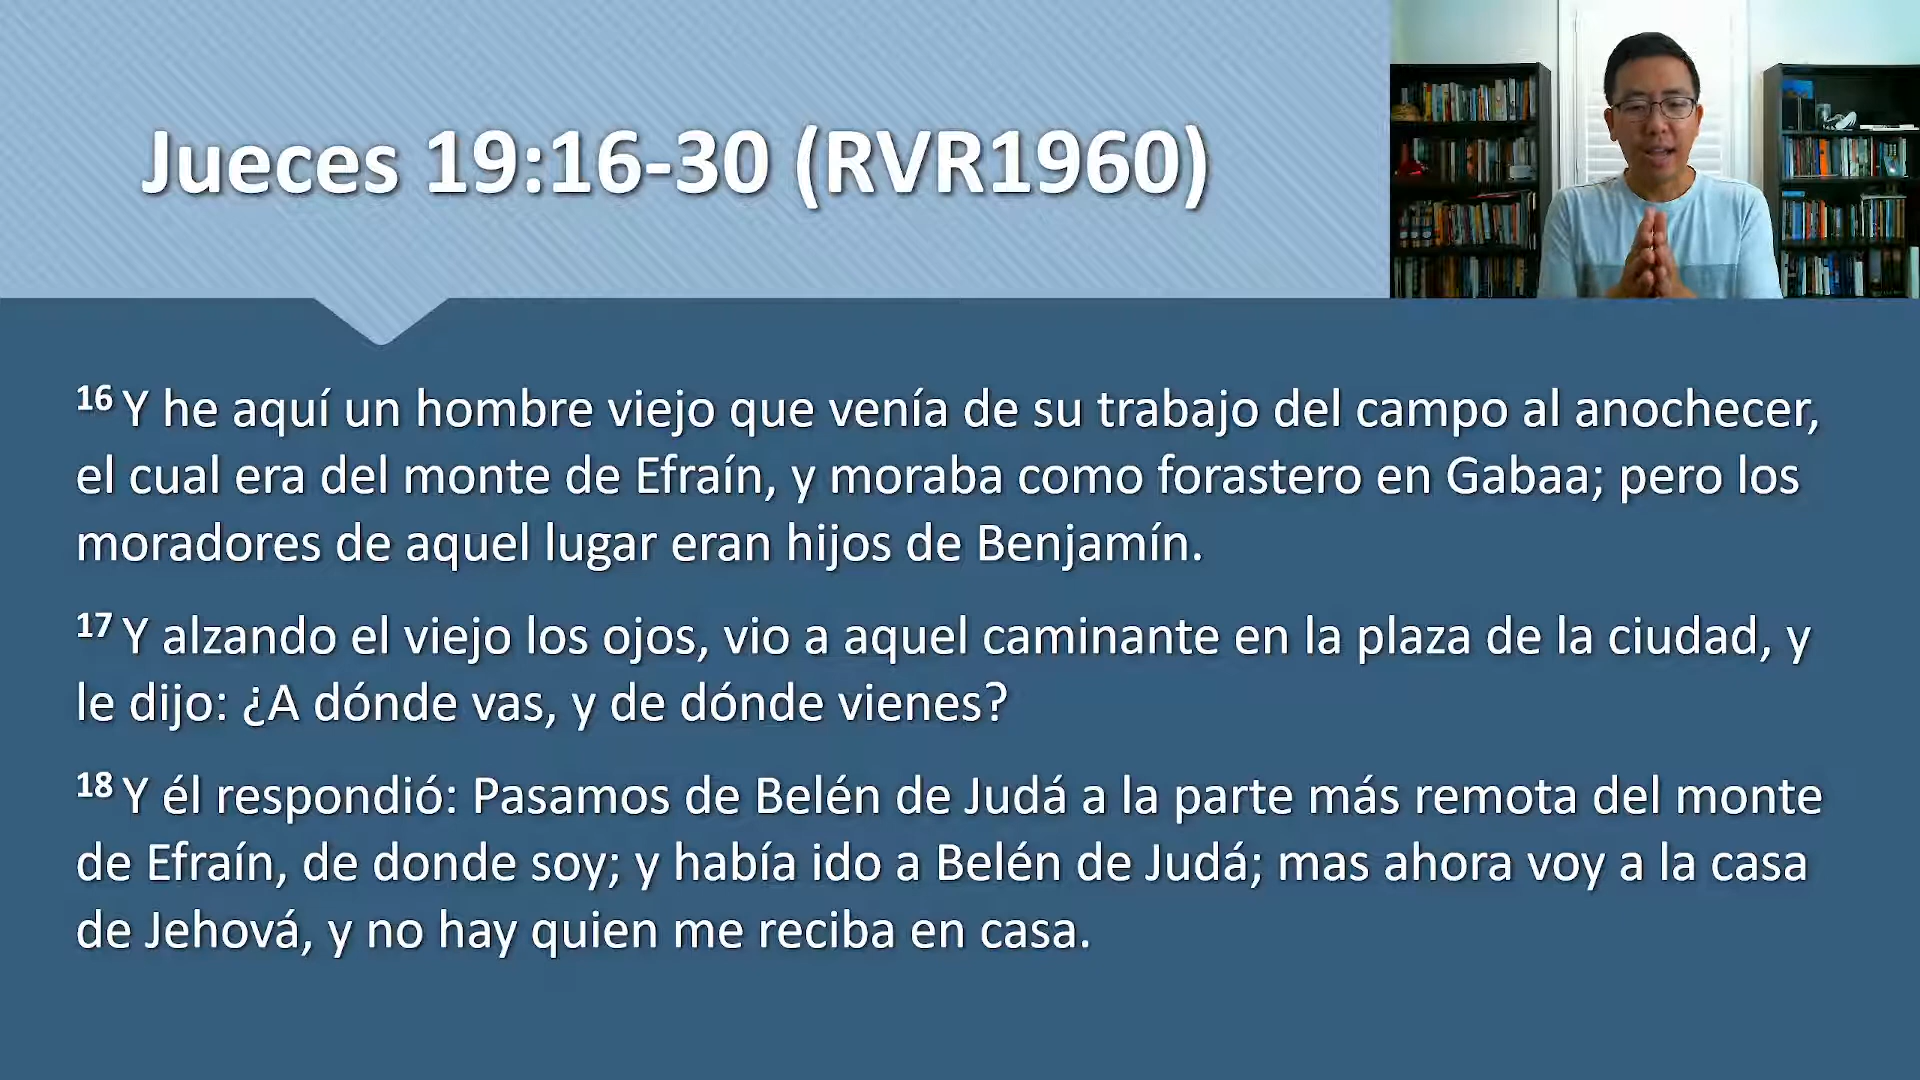 Jueces 19:16-30 (RVR1960)
16 Y he aquí un hombre viejo que venía de su trabajo del campo al anochecer,
el cual era del monte de Efraín, y moraba como forastero en Gabaa; pero los
moradores de aquel lugar eran hijos de Benjamín.
17 Y alzando el viejo los ojos, vio a aquel caminante en la plaza de la ciudad, y
le dijo: ¿A dónde vas, y de dónde vienes?
18 Y él respondió: Pasamos de Belén de Judá a la parte más remota del monte
de Efraín, de donde soy; y había ido a Belén de Judá; mas ahora voy a la casa
de Jehová, y no hay quien me reciba en casa.